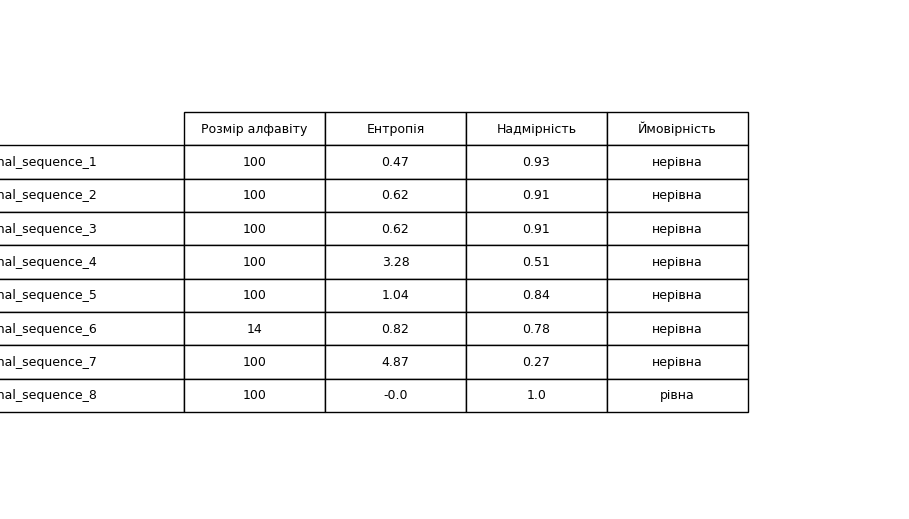 Розмір алфавіту Ентропія Надмірність Ймовірність
nal_sequence_1 100 0.47 0.93 нерівна
nal_sequence_2 100 0.62 0.91 нерівна
nal_sequence_3 100 0.62 0.91 нерівна
nal_sequence_4 100 3.28 0.51 нерівна
nal_sequence_5 100 1.04 0.84 нерівна
nal_sequence_6 14 0.82 0.78 нерівна
nal_sequence_7 100 4.87 0.27 нерівна
nal_sequence_8 100 -0.0 1.0 рівна